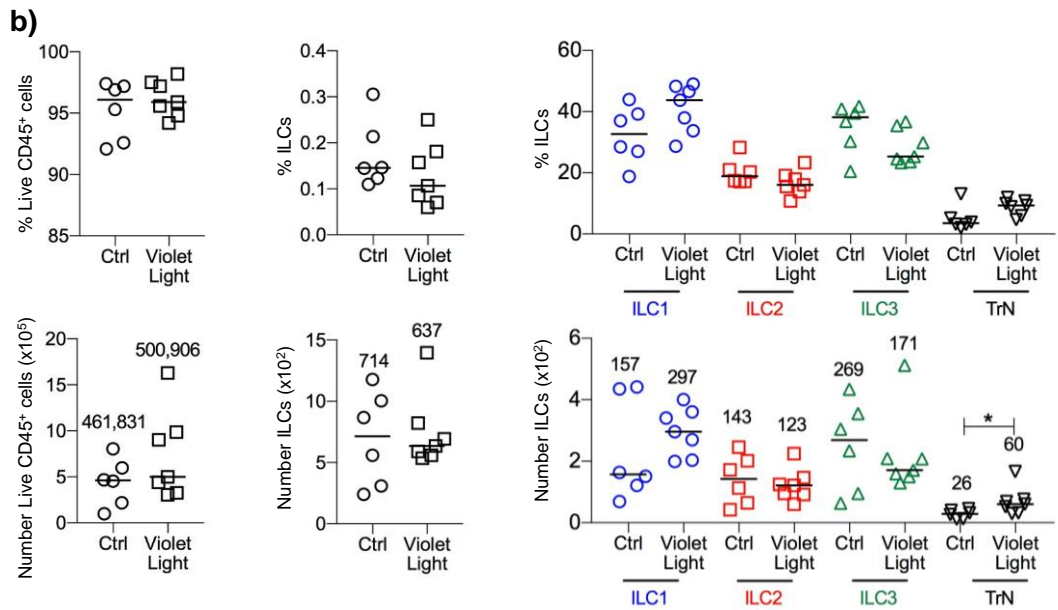 b)
% Live CD45⁺ cells
100
95
90
85
Ctrl
Violet
Light
% ILCs
0.4
0.3
0.2
0.1
0.0
Ctrl
Violet
Light
% ILCs
60
40
20
0
Ctrl
Violet
Light
Ctrl
Violet
Light
Ctrl
Violet
Light
Ctrl
Violet
Light
ILC1
ILC2
ILC3
TrN
Number Live CD45⁺ cells (x10⁵)
20
15
10
5
0
461,831
500,906
Ctrl
Violet
Light
Number ILCs (x10²)
15
10
5
0
714
637
Ctrl
Violet
Light
Number ILCs (x10²)
6
4
2
0
157
297
143
123
269
171
26
*
60
Ctrl
Violet
Light
Ctrl
Violet
Light
Ctrl
Violet
Light
Ctrl
Violet
Light
ILC1
ILC2
ILC3
TrN